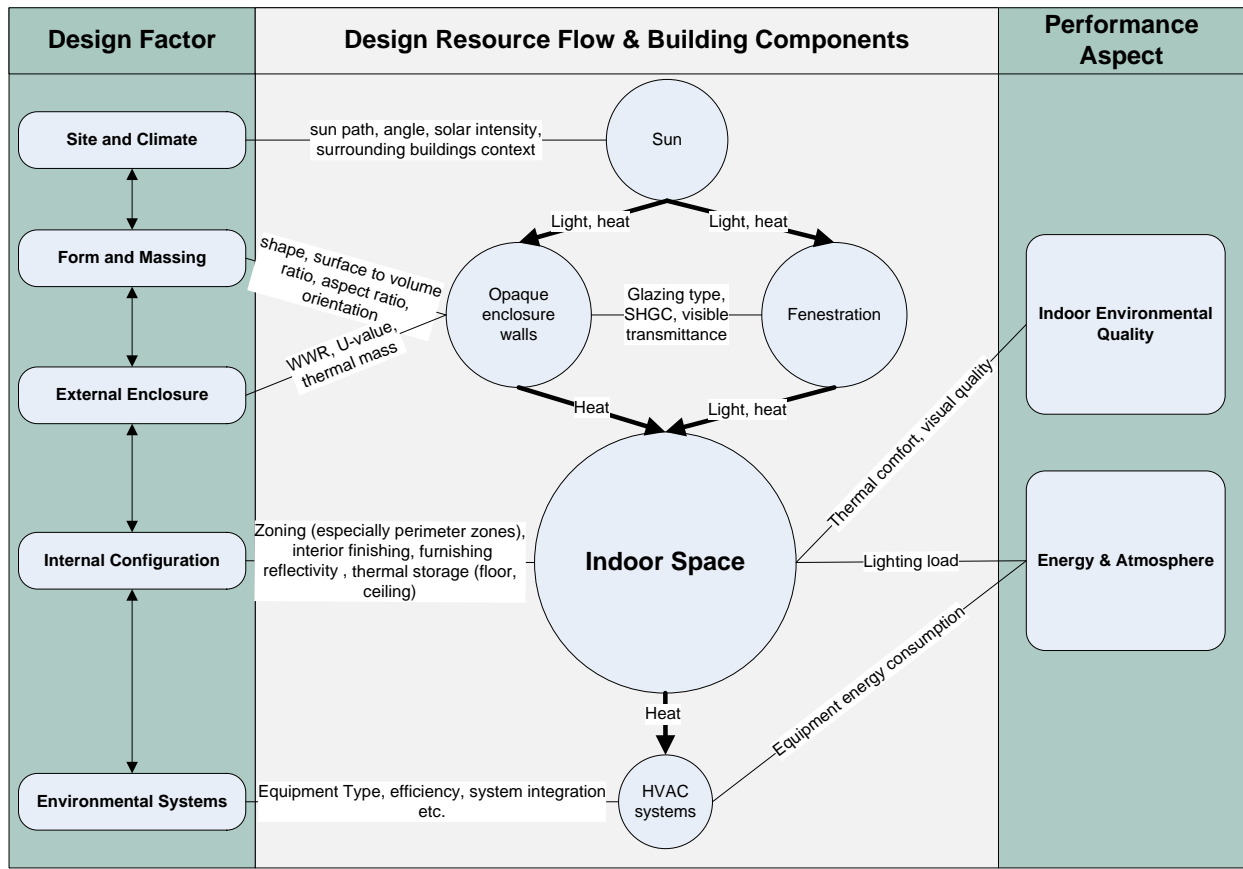 Design Factor
Design Resource Flow & Building Components
Performance
Aspect
Site and Climate
sun path, angle, solar intensity,
surrounding buildings context
Sun
Light, heat
Light, heat
Form and Massing
shape, surface to volume
ratio, aspect ratio,
orientation
Opaque
enclosure
walls
Glazing type,
SHGC, visible
transmittance
Fenestration
Indoor Environmental
Quality
WWR, U-value,
thermal mass
External Enclosure
Heat
Light, heat
Thermal comfort, visual quality
Internal Configuration
Zoning (especially perimeter zones),
interior finishing, furnishing
reflectivity , thermal storage (floor,
ceiling)
Indoor Space
Lighting load
Energy & Atmosphere
Equipment energy consumption
Heat
Environmental Systems
Equipment Type, efficiency, system integration
etc.
HVAC
systems